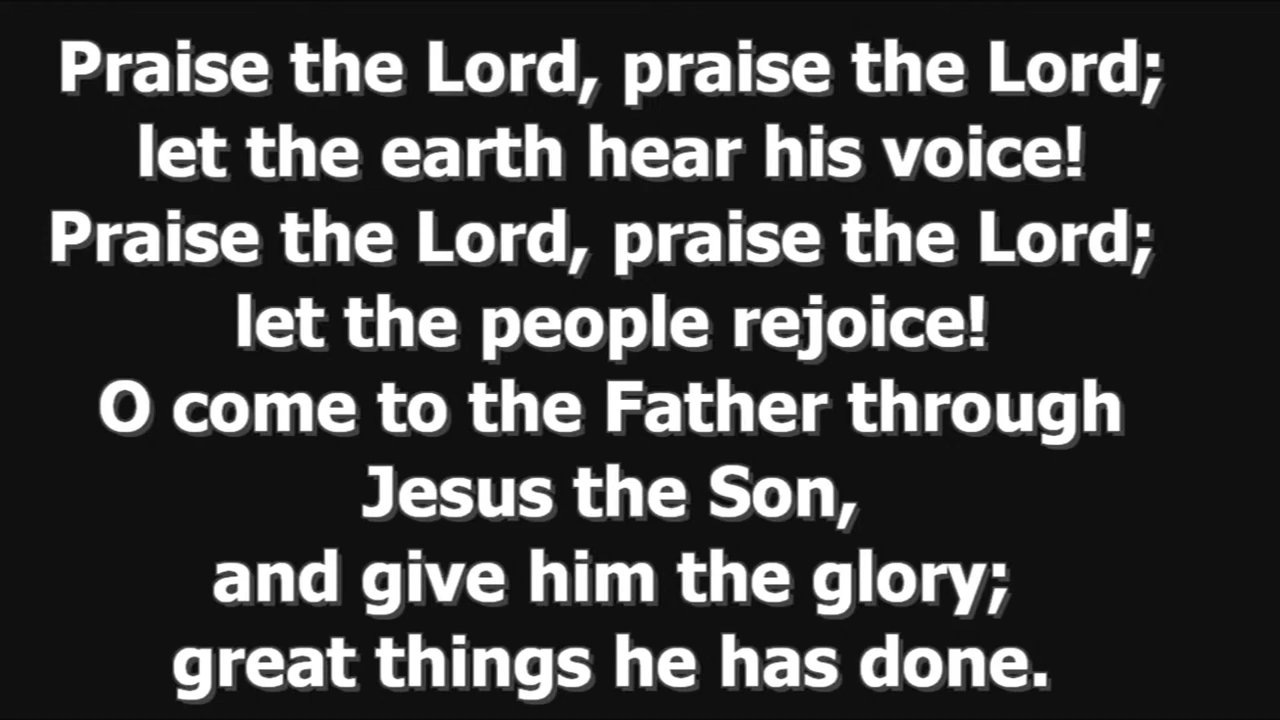 Praise the Lord, praise the Lord;
let the earth hear his voice!
Praise the Lord, praise the Lord;
let the people rejoice!
O come to the Father through
Jesus the Son,
and give him the glory;
great things he has done.